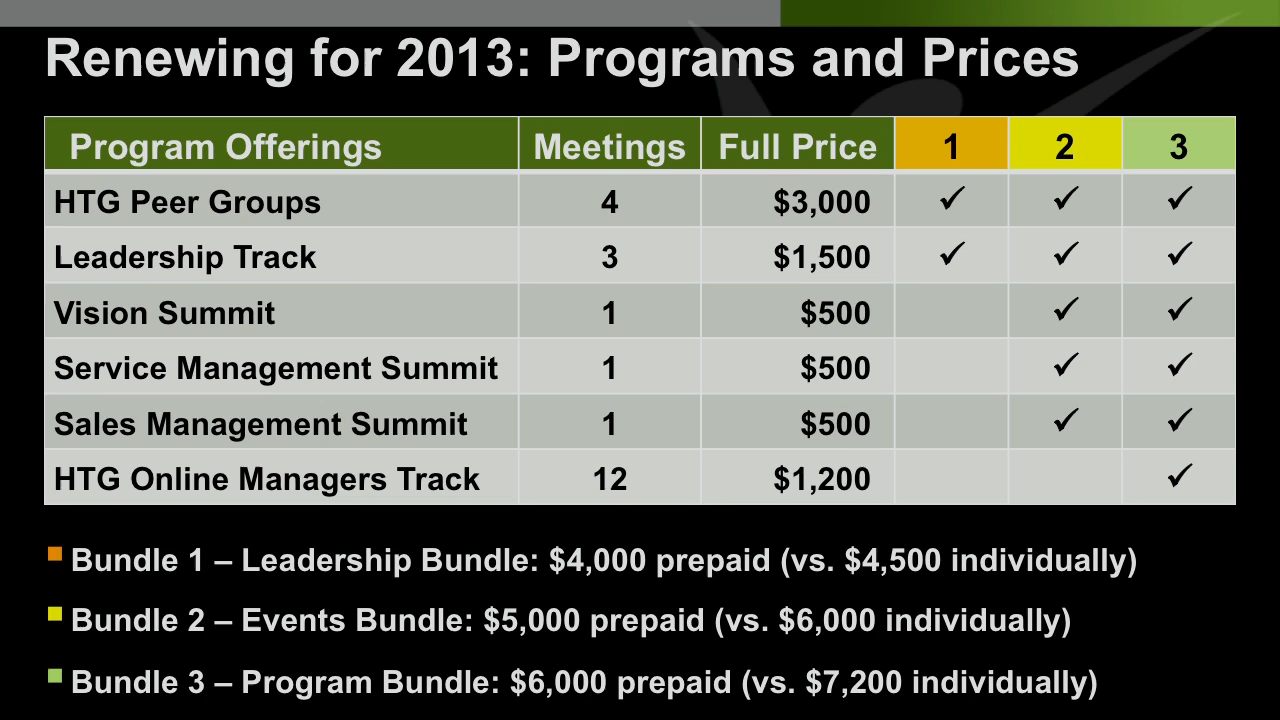 Renewing for 2013: Programs and Prices
Program Offerings Meetings Full Price 1 2 3
HTG Peer Groups 4 $3,000 ✓ ✓ ✓
Leadership Track 3 $1,500 ✓ ✓ ✓
Vision Summit 1 $500 ✓ ✓
Service Management Summit 1 $500 ✓ ✓
Sales Management Summit 1 $500 ✓ ✓
HTG Online Managers Track 12 $1,200 ✓
Bundle 1 – Leadership Bundle: $4,000 prepaid (vs. $4,500 individually)
Bundle 2 – Events Bundle: $5,000 prepaid (vs. $6,000 individually)
Bundle 3 – Program Bundle: $6,000 prepaid (vs. $7,200 individually)